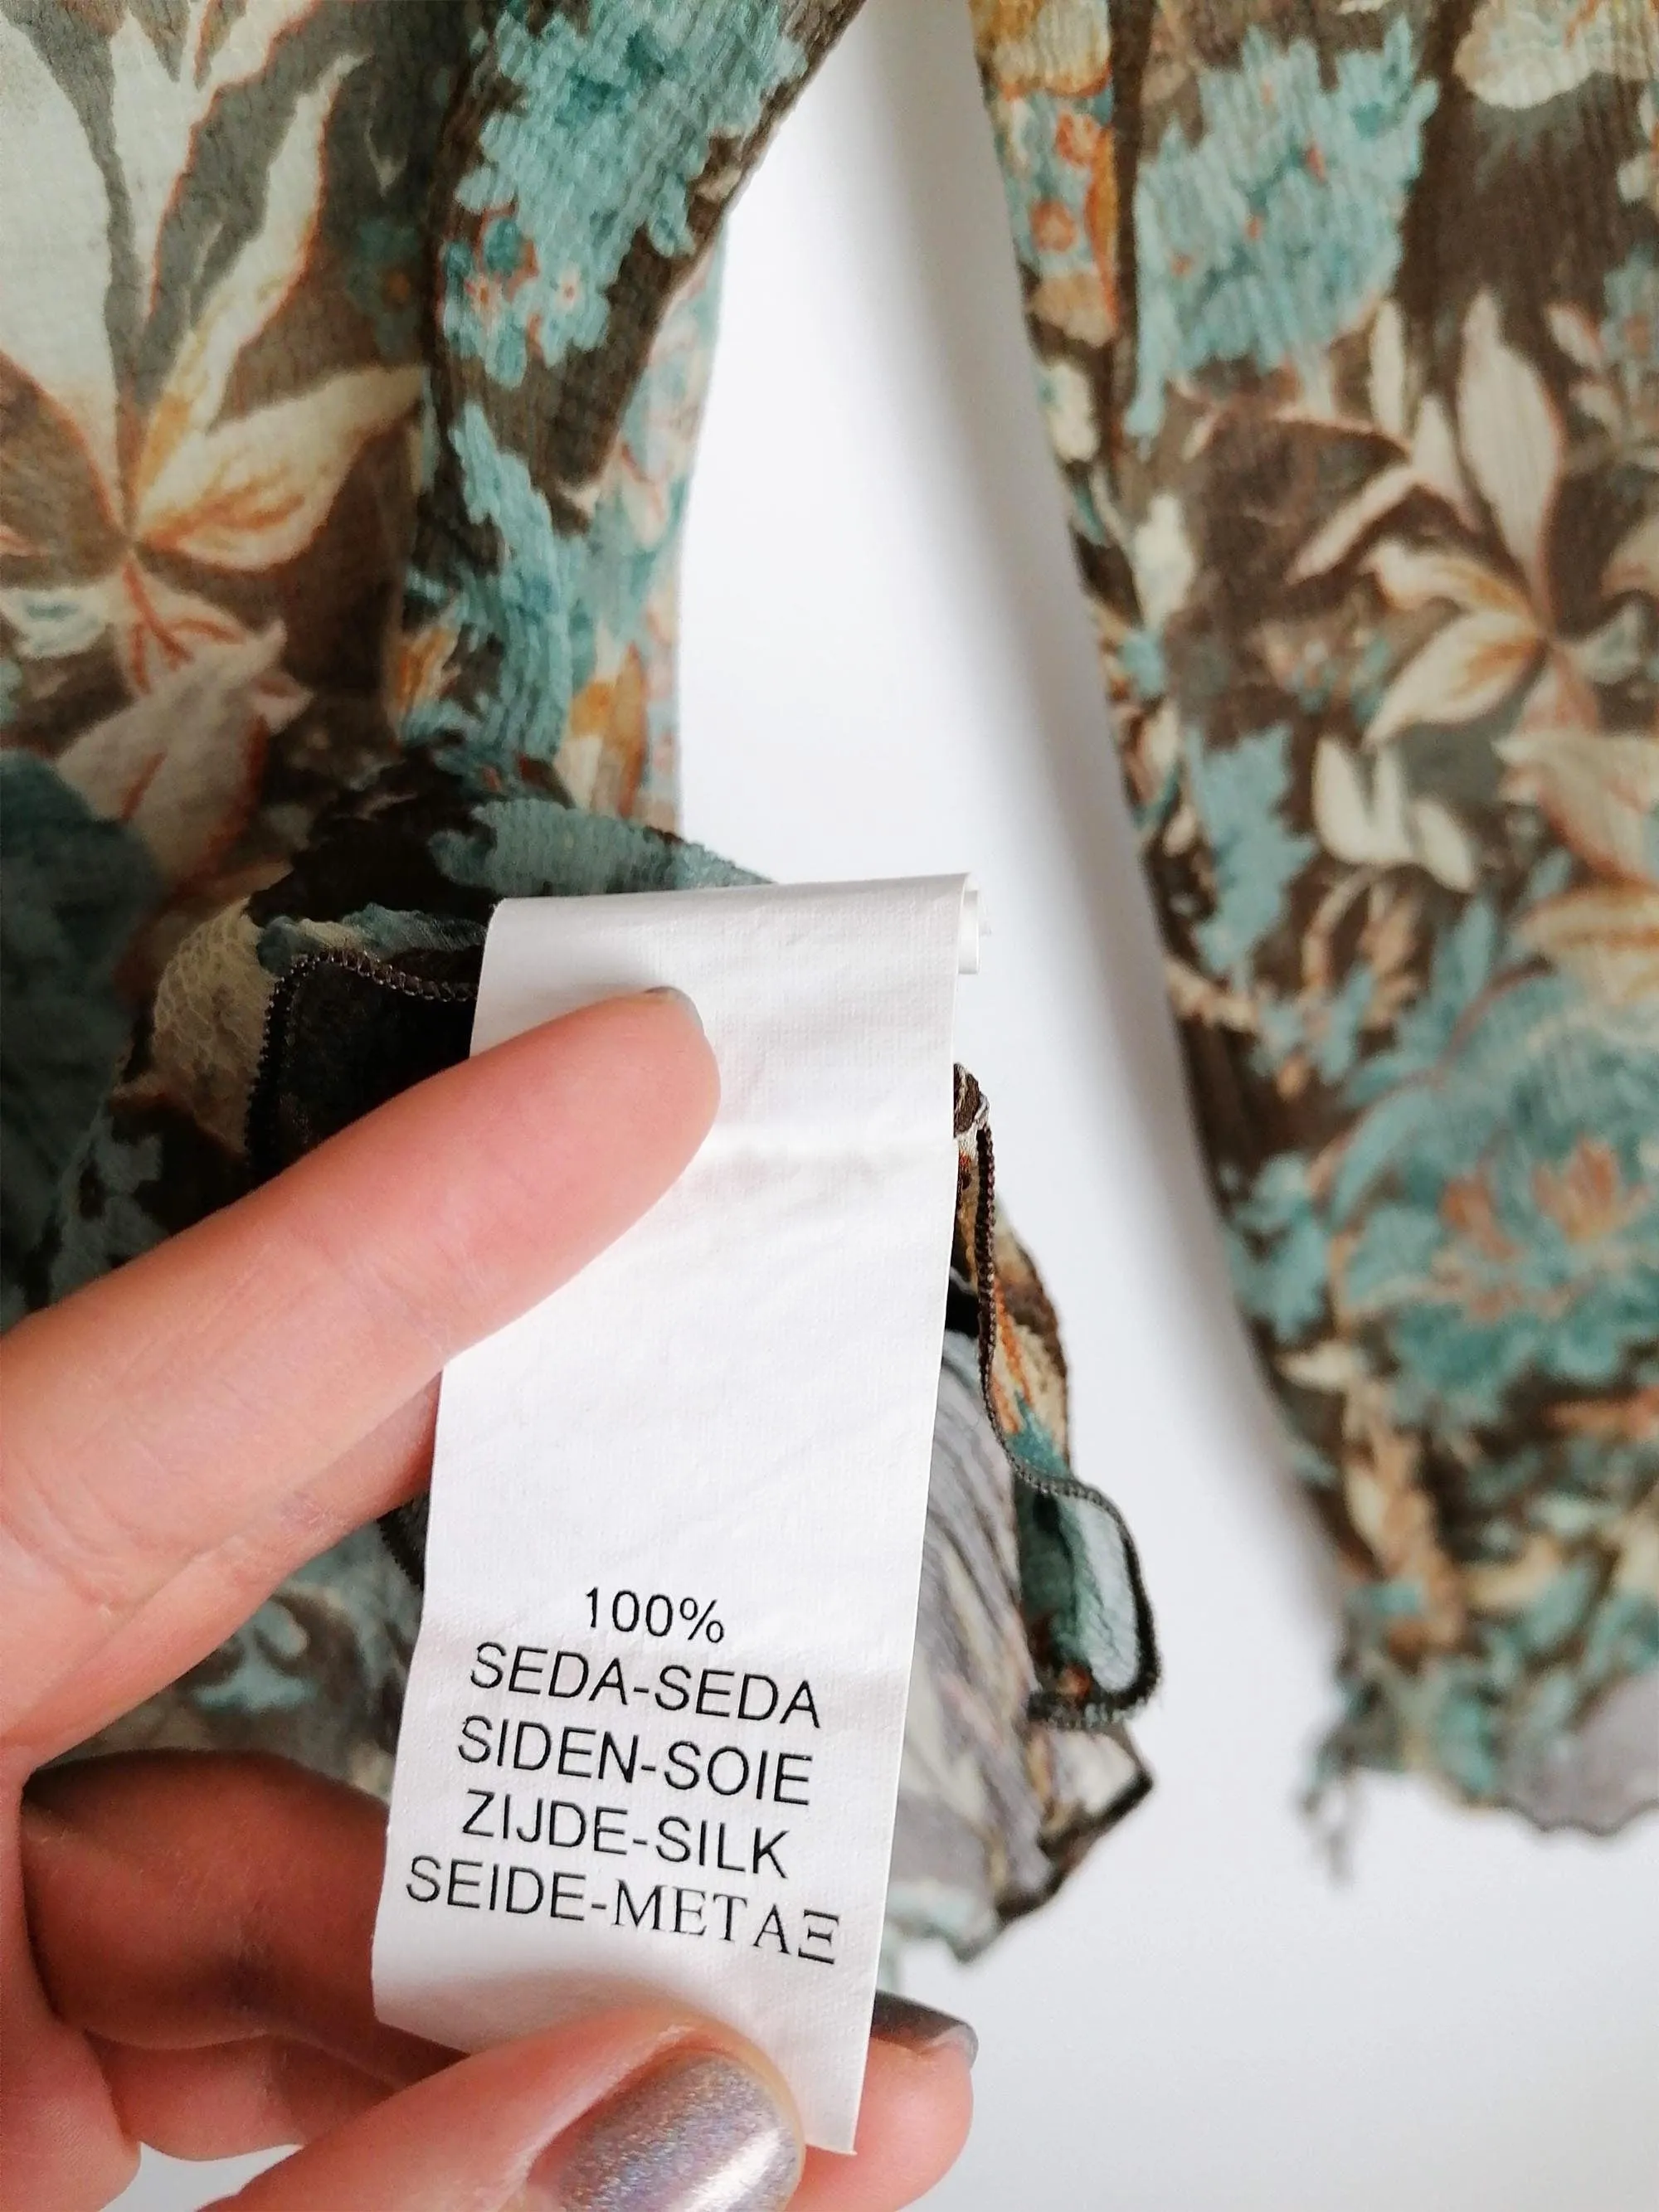 100%
SEDA-SEDA
SIDEN-SOIE
ZIJDE-SILK
SEIDE-ΜΕΤΑΞ